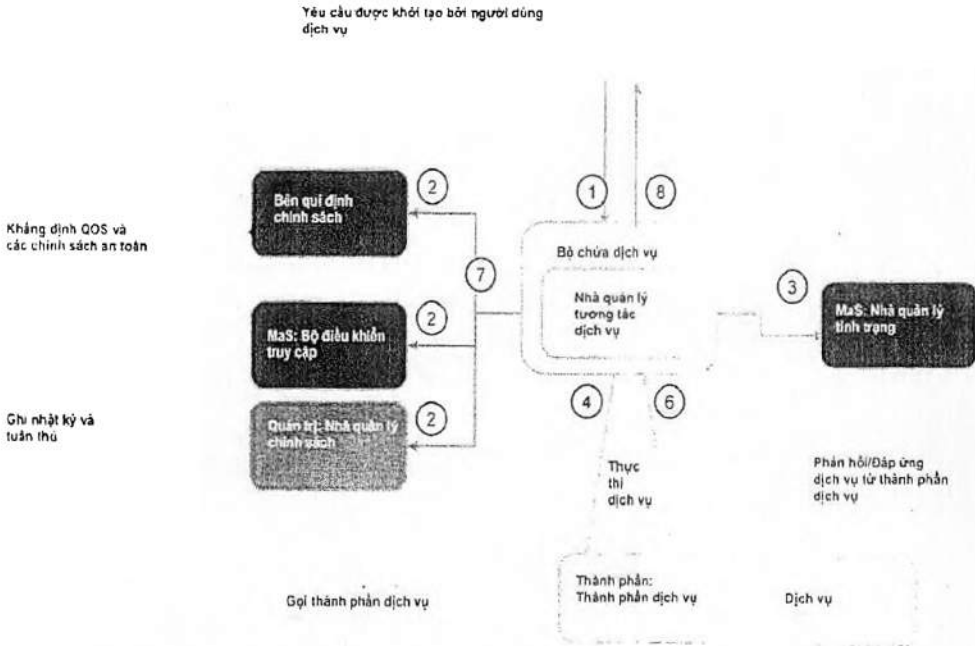 Yêu cầu được khởi tạo bởi người dùng
dịch vụ
1
8
2
Bên qui định
chính sách
Khẳng định QOS và
các chính sách an toàn
Bộ chứa dịch vụ
7
3
Nhà quản lý
tương tác
dịch vụ
2
MaS: Bộ điều khiển
truy cập
MaS: Nhà quản lý
tình trạng
4
6
2
Quản trị: Nhà quản lý
chính sách
Ghi nhật ký và
tuân thủ
Thực
thi
dịch vụ
Phản hồi/Đáp ứng
dịch vụ từ thành phần
dịch vụ
Thành phần:
Thành phần dịch vụ
Dịch vụ
Gọi thành phần dịch vụ